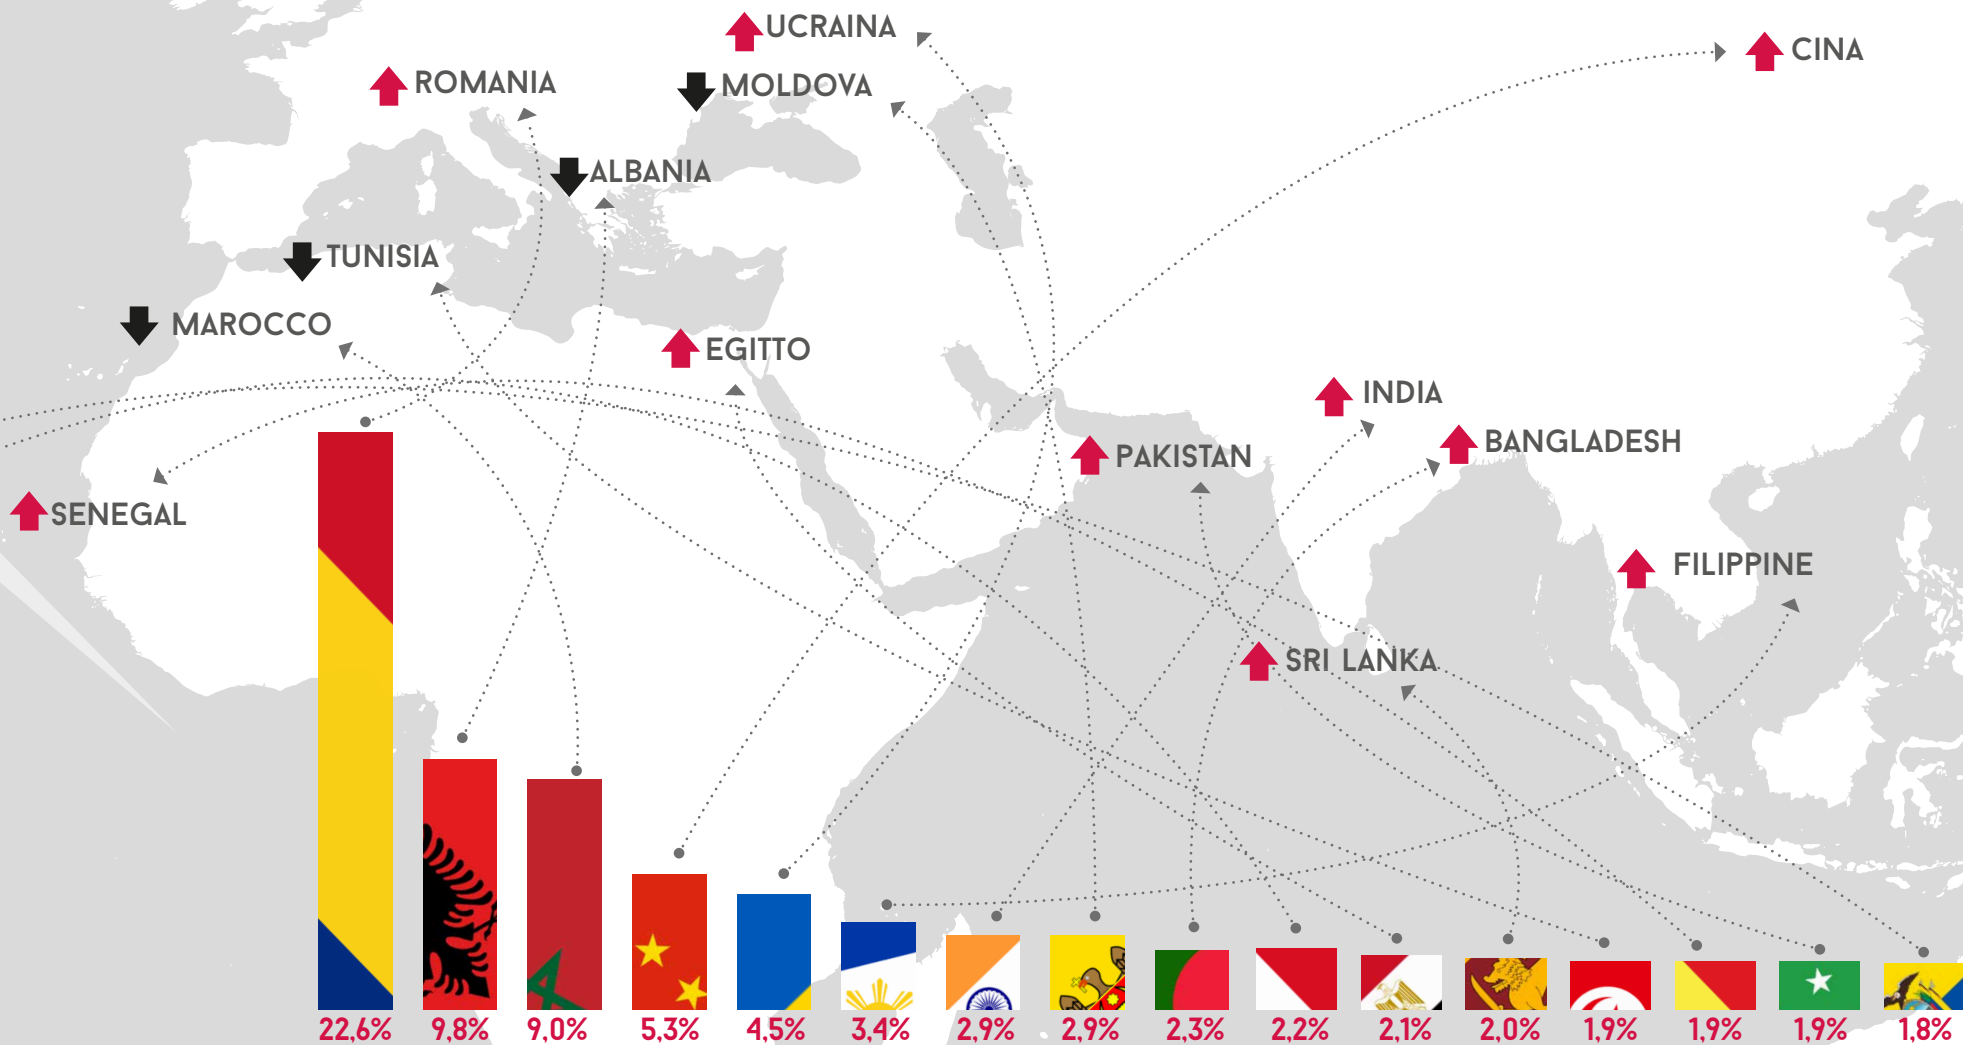 UCRAINA
CINA
ROMANIA
MOLDOVA
ALBANIA
TUNISIA
MAROCCO
EGITTO
INDIA
BANGLADESH
PAKISTAN
SENEGAL
FILIPPINE
SRI LANKA
22,6% 9,8% 9,0% 5,3% 4,5% 3,4% 2,9% 2,9% 2,3% 2,2% 2,1% 2,0% 1,9% 1,9% 1,9% 1,8%